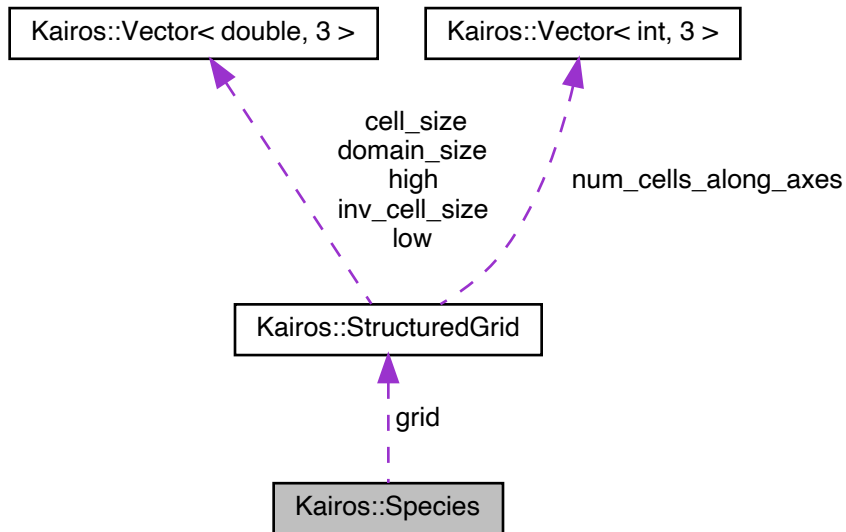 Kairos::Vector< double, 3 >
Kairos::Vector< int, 3 >
cell_size
domain_size
high
inv_cell_size
low
num_cells_along_axes
Kairos::StructuredGrid
grid
Kairos::Species